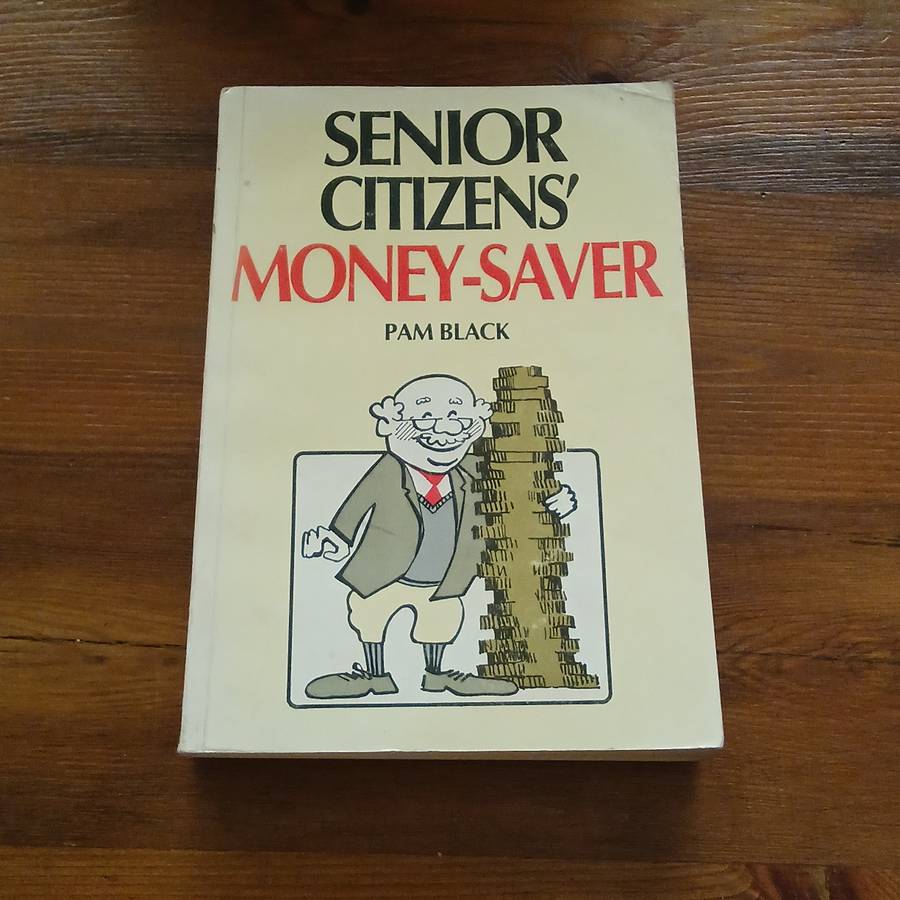 SENIOR
CITIZENS'
MONEY-SAVER
PAM BLACK